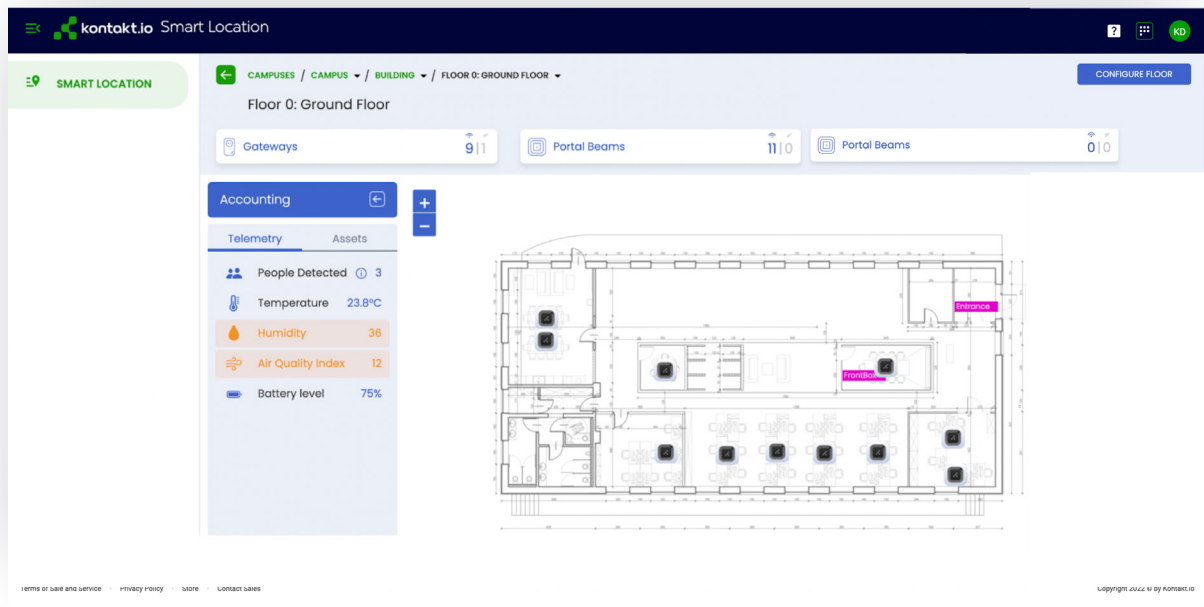 kontakt.io Smart Location
?
KD
SMART LOCATION
CAMPUSES / CAMPUS / BUILDING / FLOOR 0: GROUND FLOOR
CONFIGURE FLOOR
Floor 0: Ground Floor
Gateways 9|1
Portal Beams 11|0
Portal Beams 0|0
Accounting
+
−
Telemetry Assets
People Detected 3
Temperature 23.8°C
Humidity 36
Air Quality Index 12
Battery level 75%
Entrance
Terms of Sale and Service · Privacy Policy · Store · Contact Sales
Copyright 2022 © by Kontakt.io